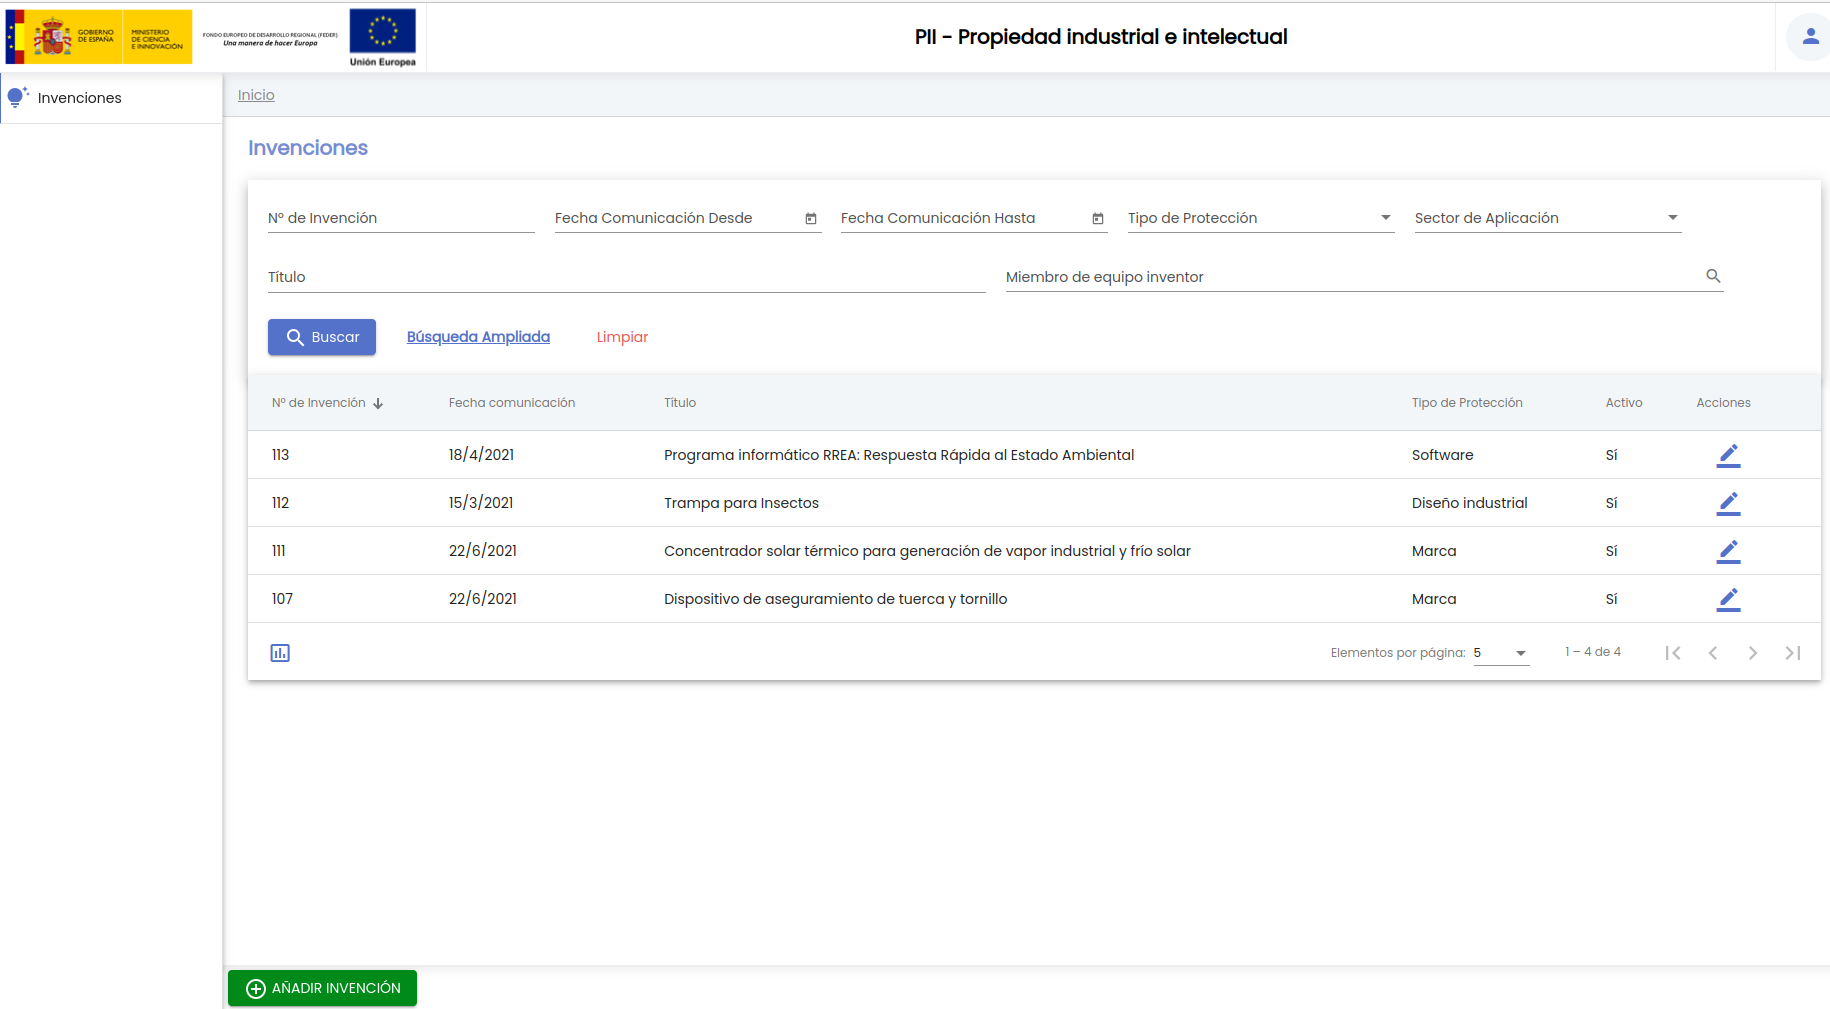 GOBIERNO
DE ESPAÑA
MINISTERIO
DE CIENCIA
E INNOVACIÓN
FONDO EUROPEO DE DESARROLLO REGIONAL (FEDER)
Una manera de hacer Europa
Unión Europea
PII - Propiedad industrial e intelectual
Invenciones
Inicio
Invenciones
Nº de Invención
Fecha Comunicación Desde
Fecha Comunicación Hasta
Tipo de Protección
Sector de Aplicación
Título
Miembro de equipo inventor
Buscar
Búsqueda Ampliada
Limpiar
Nº de Invención Fecha comunicación Título Tipo de Protección Activo Acciones
113 18/4/2021 Programa informático RREA: Respuesta Rápida al Estado Ambiental Software Sí
112 15/3/2021 Trampa para Insectos Diseño industrial Sí
111 22/6/2021 Concentrador solar térmico para generación de vapor industrial y frío solar Marca Sí
107 22/6/2021 Dispositivo de aseguramiento de tuerca y tornillo Marca Sí
Elementos por página: 5 1 – 4 de 4
AÑADIR INVENCIÓN